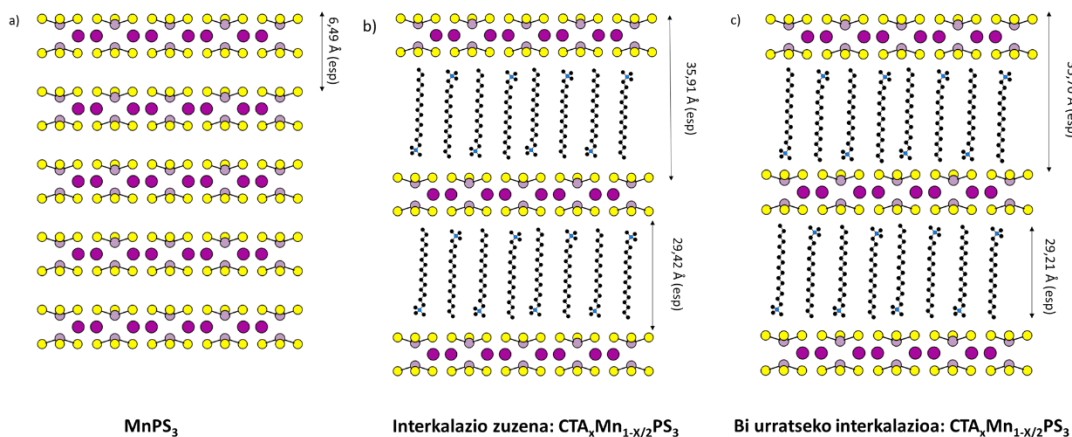 a)
6,49 Å (esp)
b)
35,91 Å (esp)
29,42 Å (esp)
c)
Å (esp)
29,21 Å (esp)
MnPS₃
Interkalazio zuzena: CTAₓMn₁₋ₓ/₂PS₃
Bi urratseko interkalazioa: CTAₓMn₁₋ₓ/₂PS₃